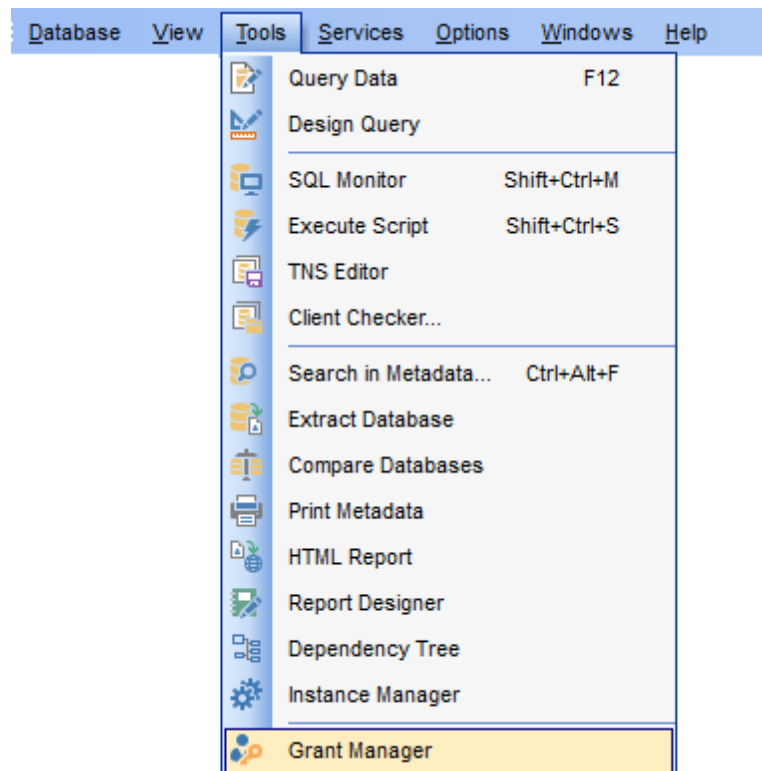 Database View Tools Services Options Windows Help
Query Data F12
Design Query
SQL Monitor Shift+Ctrl+M
Execute Script Shift+Ctrl+S
TNS Editor
Client Checker...
Search in Metadata... Ctrl+Alt+F
Extract Database
Compare Databases
Print Metadata
HTML Report
Report Designer
Dependency Tree
Instance Manager
Grant Manager